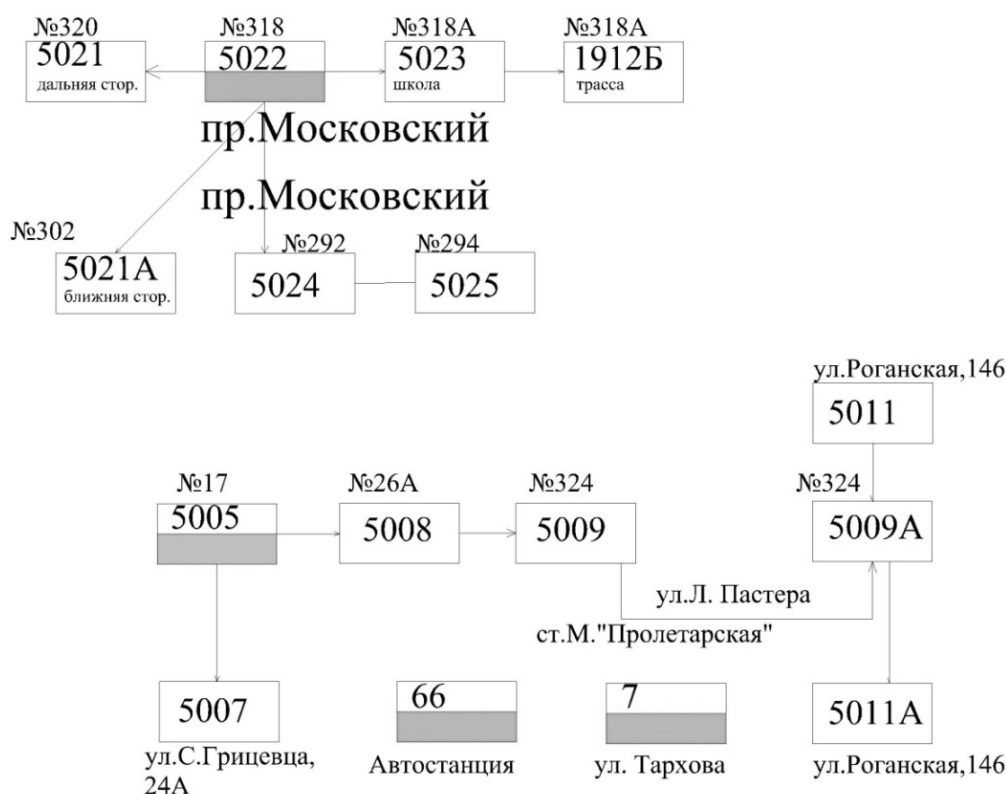 №320
№318
№318А
№318А
5021
5022
5023
1912Б
дальняя стор.
школа
трасса
пр.Московский
пр.Московский
№302
№292
№294
5021А
5024
5025
ближняя стор.
ул.Роганская,146
5011
№17
№26А
№324
№324
5005
5008
5009
5009А
ул.Л. Пастера
ст.М."Пролетарская"
5007
66
7
5011А
ул.С.Грицевца,
24А
Автостанция
ул. Тархова
ул.Роганская,146